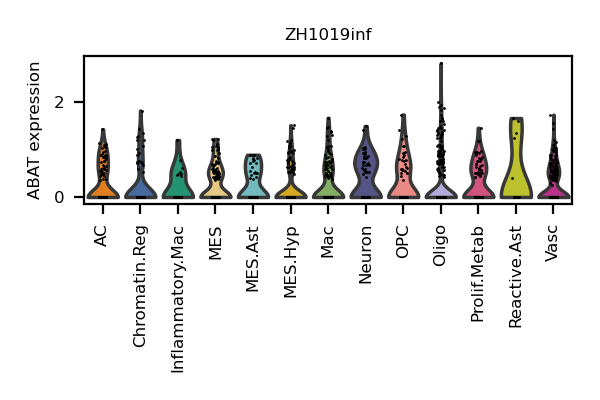 ZH1019inf
ABAT expression
2
0
AC
Chromatin.Reg
Inflammatory.Mac
MES
MES.Ast
MES.Hyp
Mac
Neuron
OPC
Oligo
Prolif.Metab
Reactive.Ast
Vasc